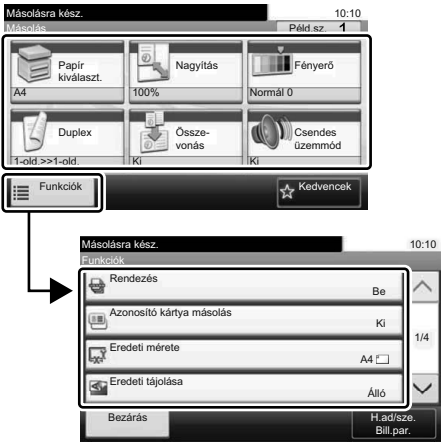 Másolásra kész. 10:10
Másolás Péld.sz. 1
Papír Nagyítás Fényerő
kiválaszt.
A4 100% Normál 0
Duplex Össze- Csendes
vonás üzemmód
1-old.>>1-old. Ki Ki
Funkciók Kedvencek
Másolásra kész. 10:10
Funkciók
Rendezés
Be
Azonosító kártya másolás
Ki
1/4
Eredeti mérete
A4
Eredeti tájolása
Álló
Bezárás H.ad/sze.
Bill.par.